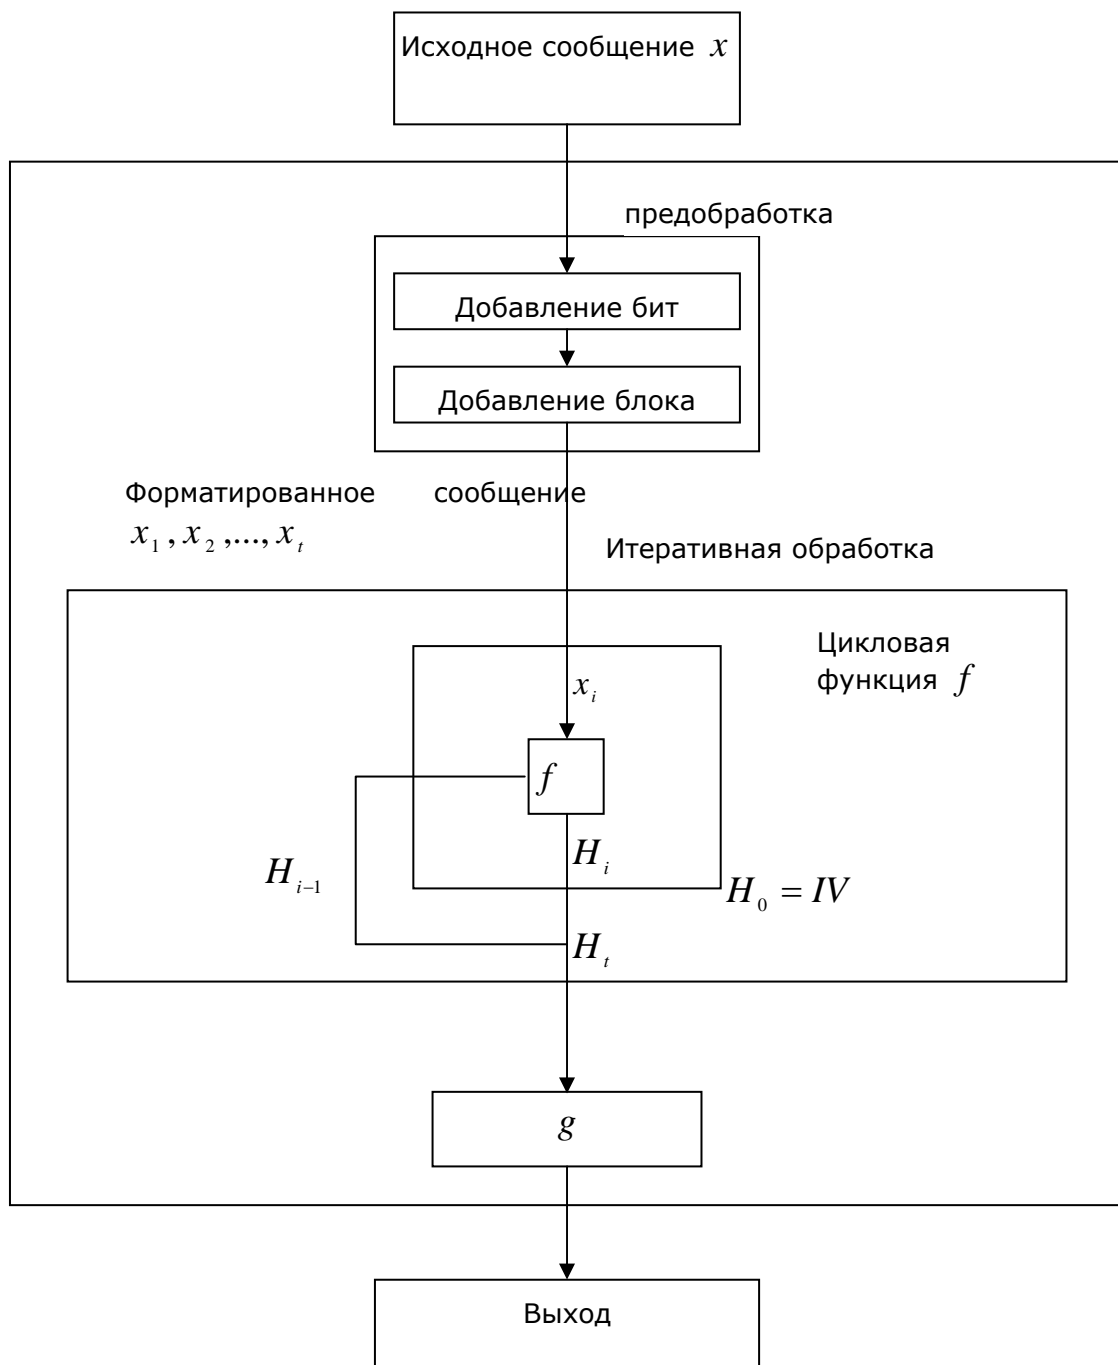 Исходное сообщение x
предобработка
Добавление бит
Добавление блока
Форматированное сообщение
x₁, x₂,..., xₜ
Итеративная обработка
Цикловая
функция f
xᵢ
f
Hᵢ
Hᵢ₋₁
H₀ = IV
Hₜ
g
Выход